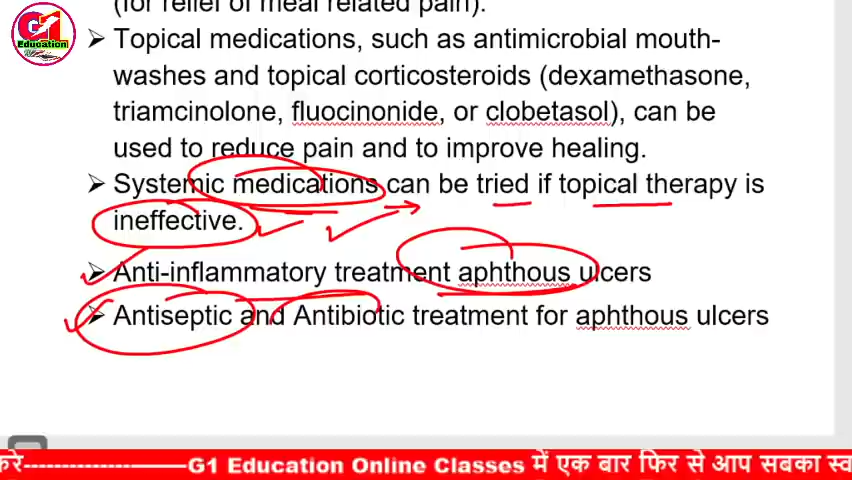 (for relief of meal related pain).
G1
Education
➢ Topical medications, such as antimicrobial mouth-
washes and topical corticosteroids (dexamethasone,
triamcinolone, fluocinonide, or clobetasol), can be
used to reduce pain and to improve healing.
➢ Systemic medications can be tried if topical therapy is
ineffective.
➢ Anti-inflammatory treatment aphthous ulcers
➢ Antiseptic and Antibiotic treatment for aphthous ulcers
करे---------------------G1 Education Online Classes में एक बार फिर से आप सबका स्व